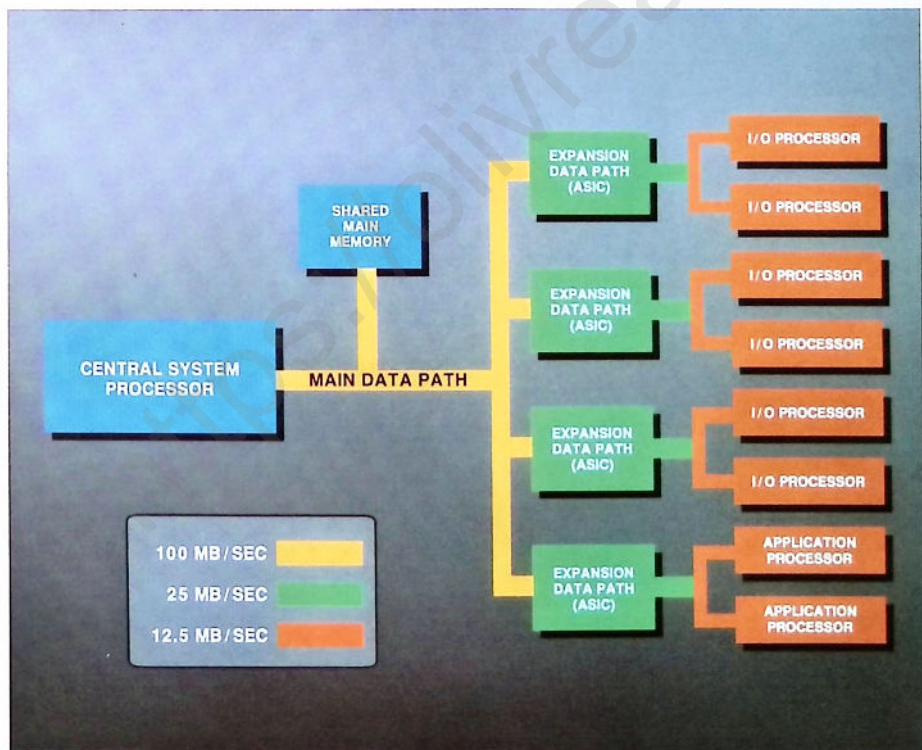 EXPANSION
DATA PATH
(ASIC)
I/O PROCESSOR
I/O PROCESSOR
SHARED
MAIN
MEMORY
EXPANSION
DATA PATH
(ASIC)
I/O PROCESSOR
I/O PROCESSOR
CENTRAL SYSTEM
PROCESSOR
MAIN DATA PATH
EXPANSION
DATA PATH
(ASIC)
I/O PROCESSOR
I/O PROCESSOR
EXPANSION
DATA PATH
(ASIC)
APPLICATION
PROCESSOR
APPLICATION
PROCESSOR
100 MB/SEC
25 MB/SEC
12.5 MB/SEC